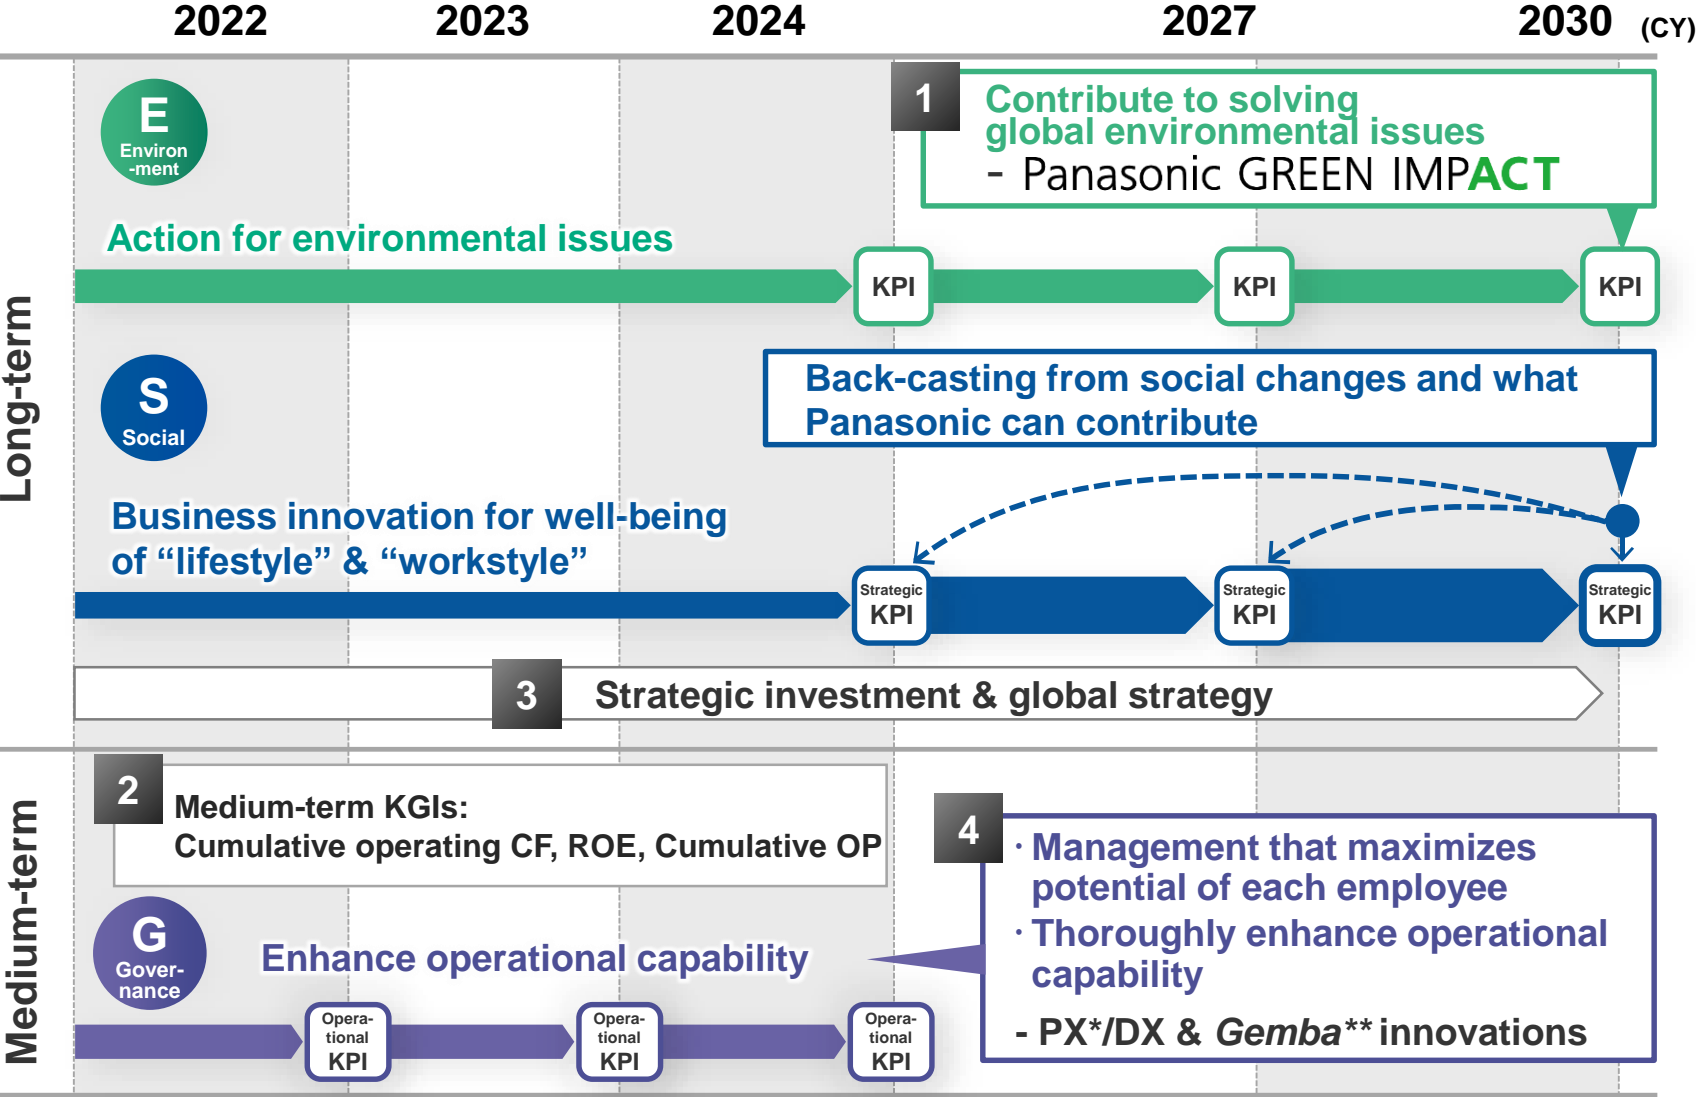 2022 2023 2024 2027 2030 (CY)
Long-term
E
Environ
-ment
1
Contribute to solving
global environmental issues
- Panasonic GREEN IMPACT
Action for environmental issues
KPI
KPI
KPI
S
Social
Back-casting from social changes and what
Panasonic can contribute
Business innovation for well-being
of “lifestyle” & “workstyle”
Strategic
KPI
Strategic
KPI
Strategic
KPI
3
Strategic investment & global strategy
Medium-term
2
Medium-term KGIs:
Cumulative operating CF, ROE, Cumulative OP
G
Gover-
nance
Enhance operational capability
Opera-
tional
KPI
Opera-
tional
KPI
Opera-
tional
KPI
4
· Management that maximizes
potential of each employee
· Thoroughly enhance operational
capability
- PX*/DX & Gemba** innovations